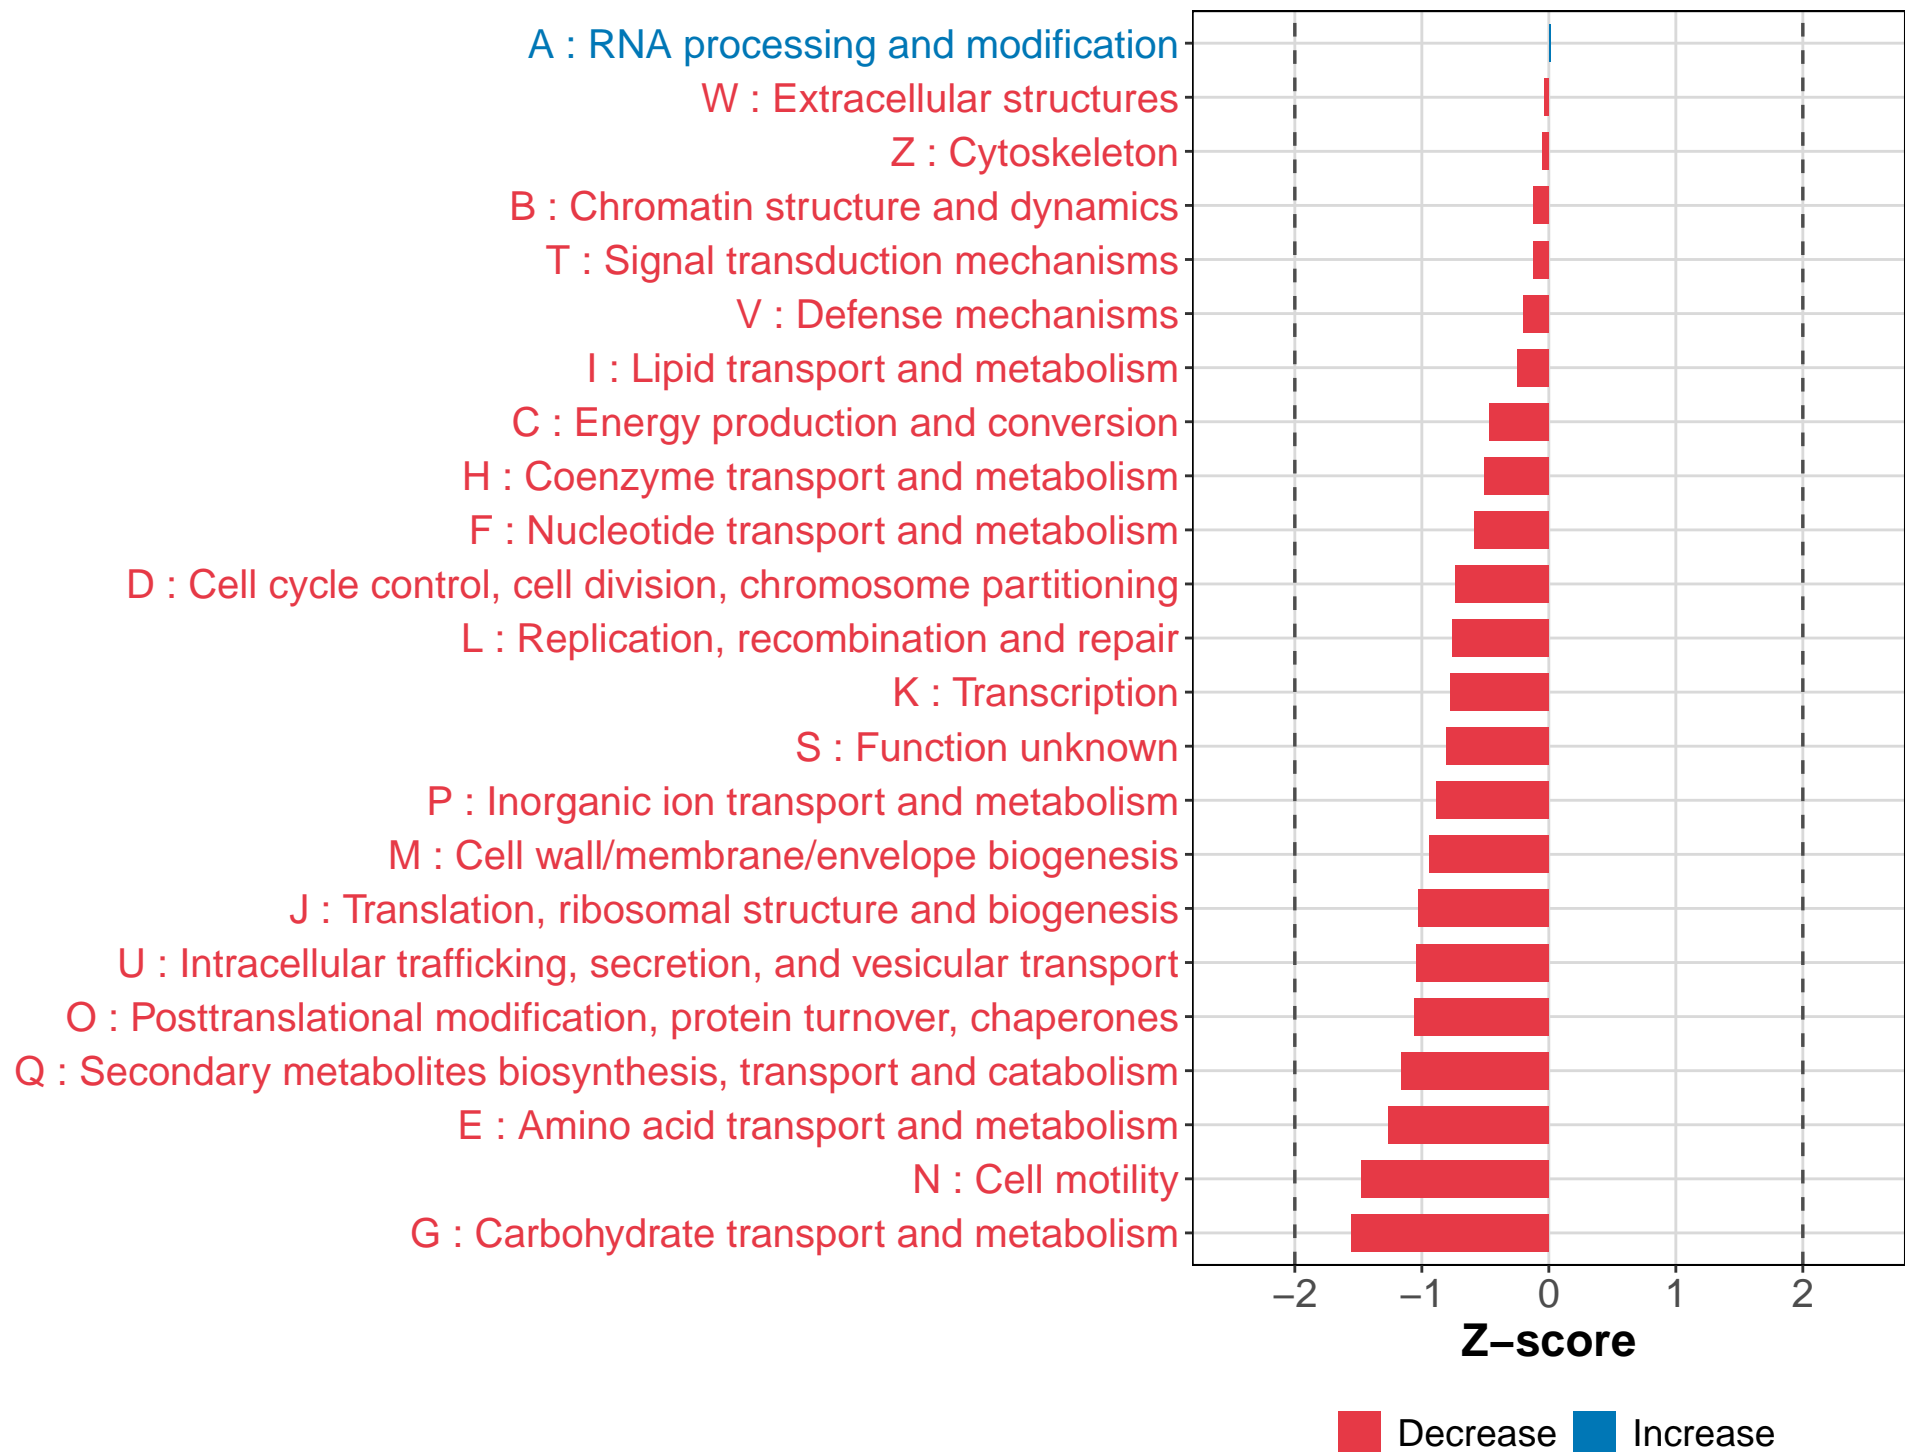 A : RNA processing and modification
W : Extracellular structures
Z : Cytoskeleton
B : Chromatin structure and dynamics
T : Signal transduction mechanisms
V : Defense mechanisms
I : Lipid transport and metabolism
C : Energy production and conversion
H : Coenzyme transport and metabolism
F : Nucleotide transport and metabolism
D : Cell cycle control, cell division, chromosome partitioning
L : Replication, recombination and repair
K : Transcription
S : Function unknown
P : Inorganic ion transport and metabolism
M : Cell wall/membrane/envelope biogenesis
J : Translation, ribosomal structure and biogenesis
U : Intracellular trafficking, secretion, and vesicular transport
O : Posttranslational modification, protein turnover, chaperones
Q : Secondary metabolites biosynthesis, transport and catabolism
E : Amino acid transport and metabolism
N : Cell motility
G : Carbohydrate transport and metabolism
−2 −1 0 1 2
Z−score
Decrease Increase